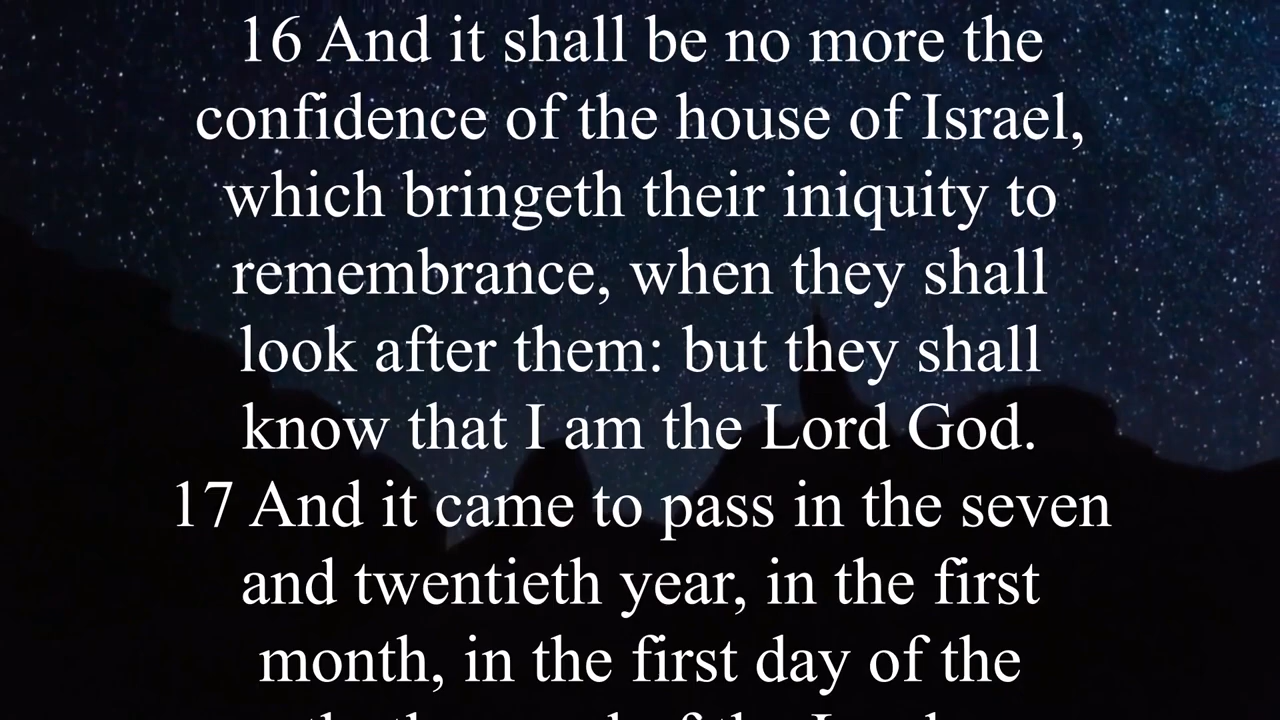 16 And it shall be no more the
confidence of the house of Israel,
which bringeth their iniquity to
remembrance, when they shall
look after them: but they shall
know that I am the Lord God.
17 And it came to pass in the seven
and twentieth year, in the first
month, in the first day of the